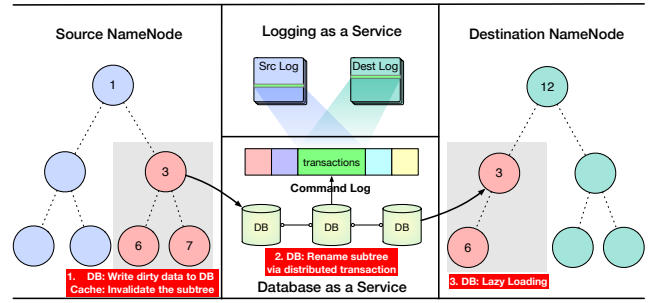 Source NameNode
1
3
6
7
1. DB: Write dirty data to DB
Cache: Invalidate the subtree
Logging as a Service
Src Log
Dest Log
transactions
Command Log
DB
DB
DB
2. DB: Rename subtree
via distributed transaction
Database as a Service
Destination NameNode
12
3
6
3. DB: Lazy Loading